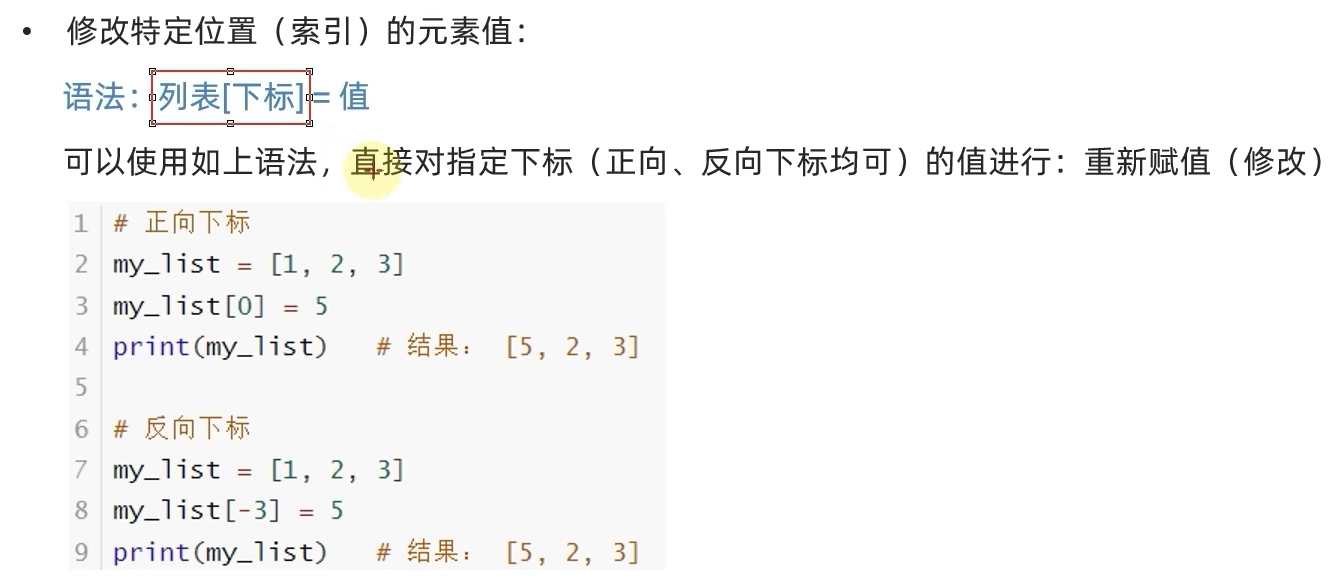 • 修改特定位置（索引）的元素值：
语法：列表[下标] = 值
可以使用如上语法，直接对指定下标（正向、反向下标均可）的值进行：重新赋值（修改）
1 # 正向下标
2 my_list = [1, 2, 3]
3 my_list[0] = 5
4 print(my_list)   # 结果： [5, 2, 3]
5
6 # 反向下标
7 my_list = [1, 2, 3]
8 my_list[-3] = 5
9 print(my_list)   # 结果： [5, 2, 3]